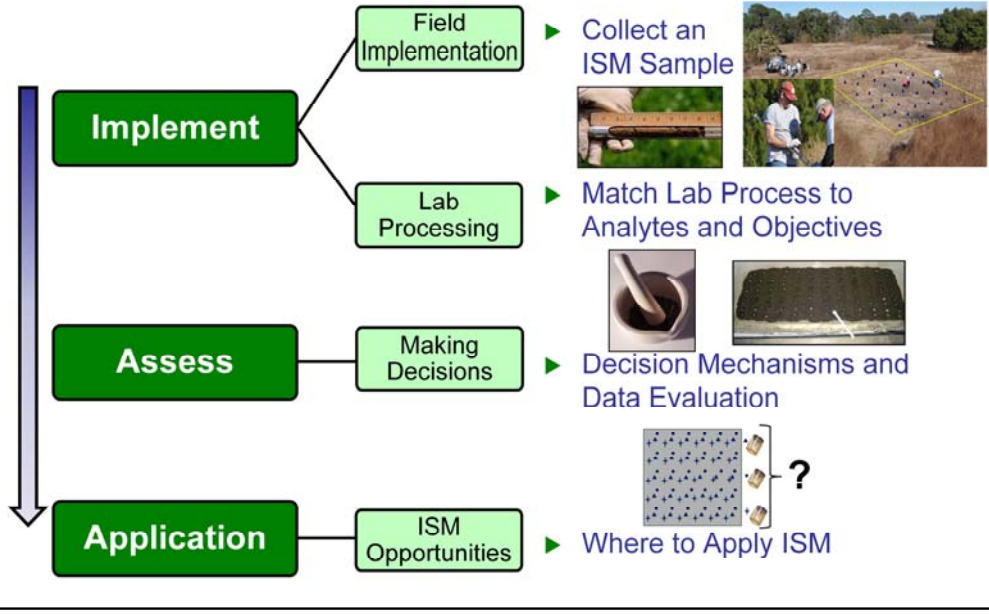 Field
Implementation
Collect an
ISM Sample
Implement
Lab
Processing
Match Lab Process to
Analytes and Objectives
Assess
Making
Decisions
Decision Mechanisms and
Data Evaluation
?
Application
ISM
Opportunities
Where to Apply ISM